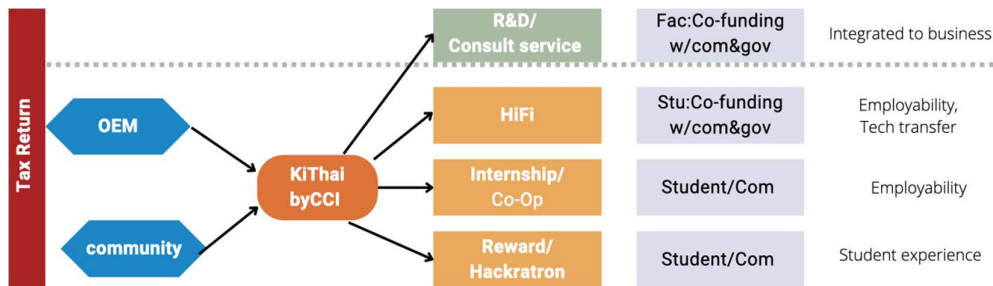 Tax Return
OEM
community
KiThai
byCCI
R&D/
Consult service
Fac:Co-funding
w/com&gov
Integrated to business
HiFi
Stu:Co-funding
w/com&gov
Employability,
Tech transfer
Internship/
Co-Op
Student/Com
Employability
Reward/
Hackratron
Student/Com
Student experience